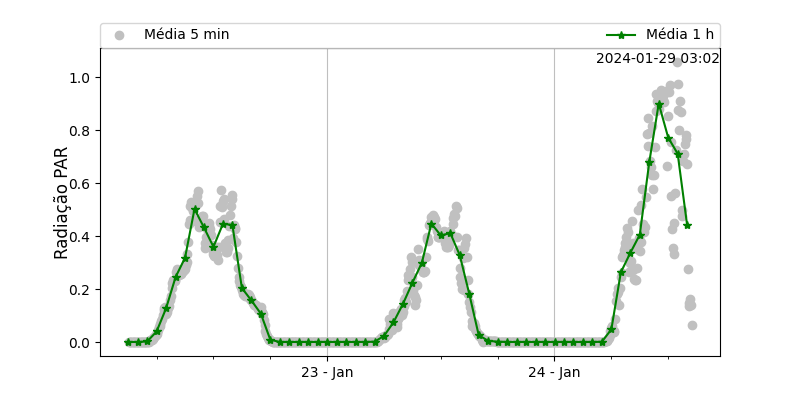 Média 5 min
Média 1 h
2024-01-29 03:02
Radiação PAR
1.0
0.8
0.6
0.4
0.2
0.0
23 - Jan
24 - Jan